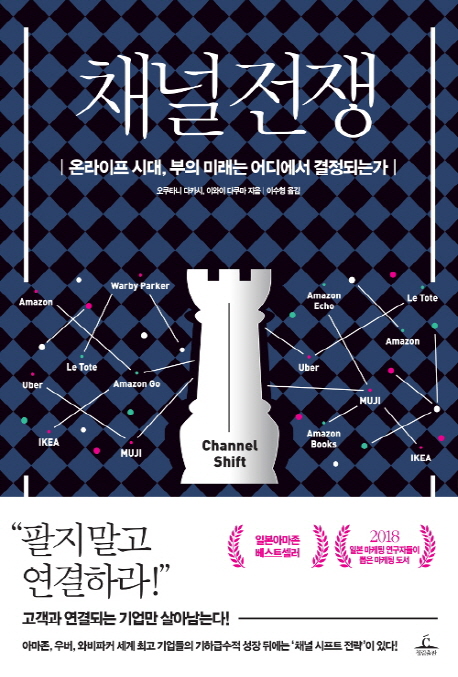 채널 전쟁
| 온라이프 시대, 부의 미래는 어디에서 결정되는가 |
오쿠타니 다카시, 이와이 다쿠마 지음 | 이수형 옮김
Warby Parker
Amazon
Amazon
Echo
Le Tote
Amazon
Le Tote
Uber
Uber
Amazon Go
MUJI
IKEA
MUJI
Amazon
Books
IKEA
Channel
Shift
“팔지 말고
연결하라!”
일본아마존
베스트셀러
2018
일본 마케팅 연구자들이
뽑은 마케팅 도서
고객과 연결되는 기업만 살아남는다!
아마존, 우버, 와비파커 세계 최고 기업들의 기하급수적 성장 뒤에는 ‘채널 시프트 전략’이 있다!
청림출판